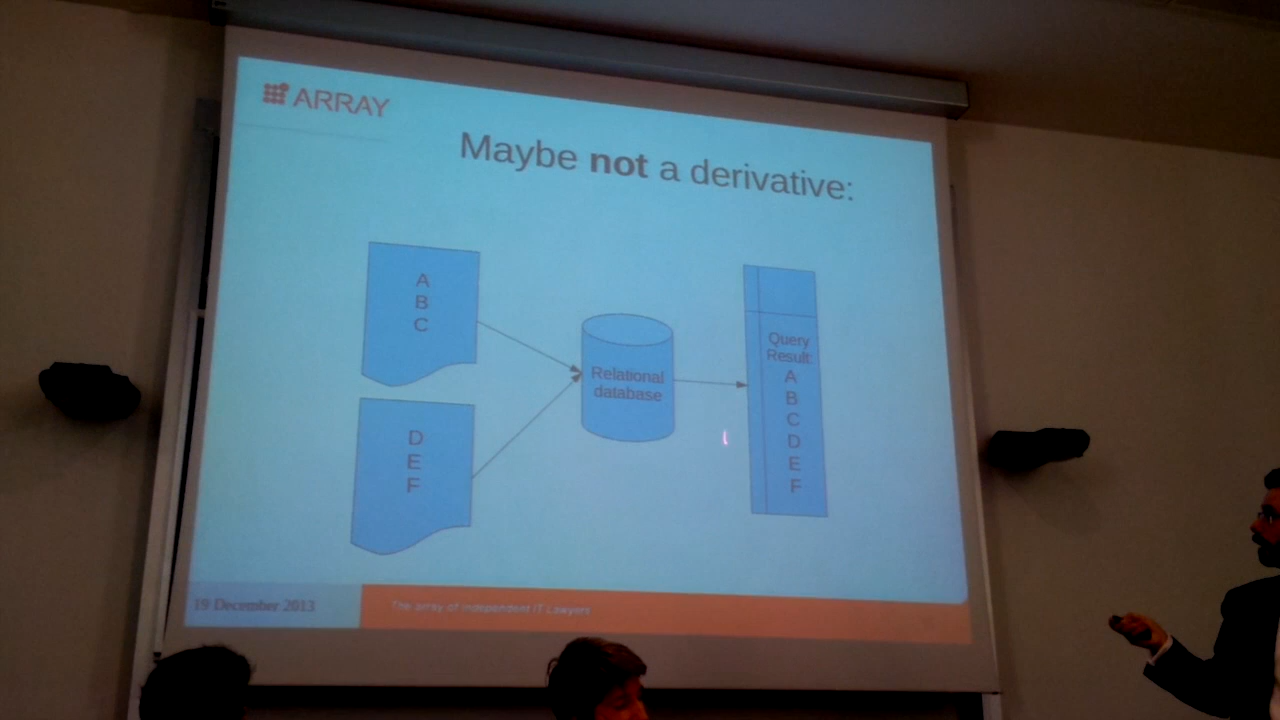 ARRAY
Maybe not a derivative:
A
B
C
D
E
F
Relational
database
Query
Result:
A
B
C
D
E
F
19 December 2013
The array of independent IT Lawyers